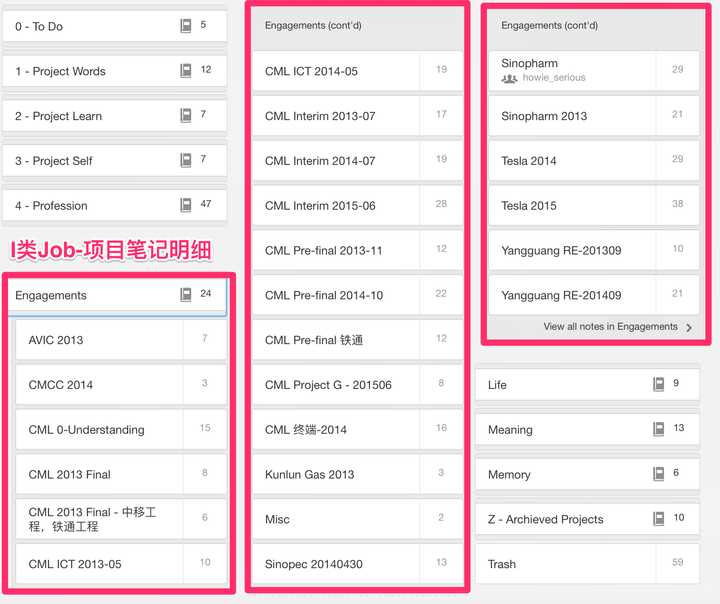 0 - To Do 5
1 - Project Words 12
2 - Project Learn 7
3 - Project Self 7
4 - Profession 47
I类Job-项目笔记明细
Engagements 24
AVIC 2013 7
CMCC 2014 3
CML 0-Understanding 15
CML 2013 Final 8
CML 2013 Final - 中移工
程，铁通工程 6
CML ICT 2013-05 10
Engagements (cont'd)
CML ICT 2014-05 19
CML Interim 2013-07 17
CML Interim 2014-07 19
CML Interim 2015-06 28
CML Pre-final 2013-11 12
CML Pre-final 2014-10 22
CML Pre-final 铁通 12
CML Project G - 201506 8
CML 终端-2014 16
Kunlun Gas 2013 3
Misc 2
Sinopec 20140430 13
Engagements (cont'd)
Sinopharm 29
howie_serious
Sinopharm 2013 21
Tesla 2014 29
Tesla 2015 38
Yangguang RE-201309 10
Yangguang RE-201409 21
View all notes in Engagements
Life 9
Meaning 13
Memory 6
Z - Archieved Projects 10
Trash 59